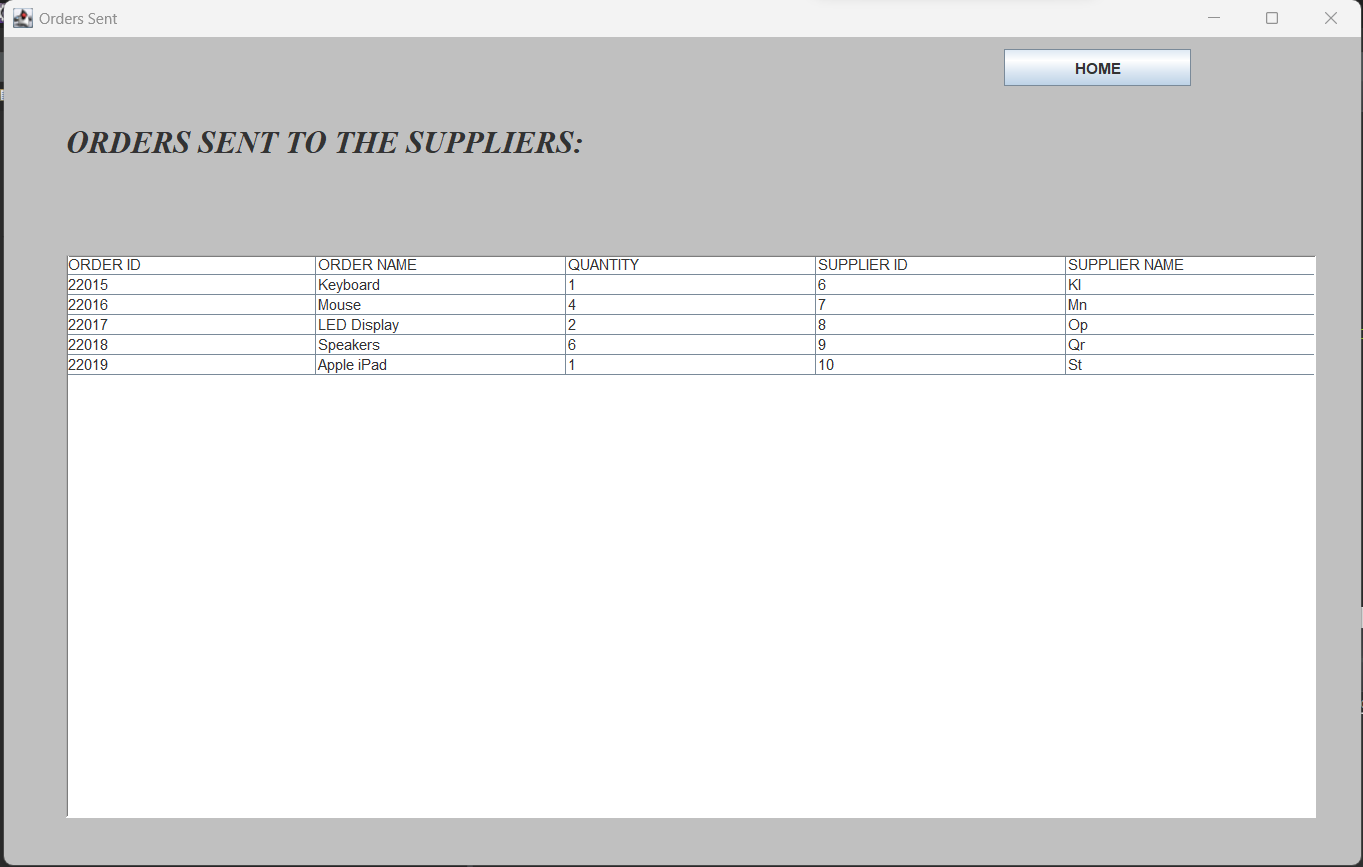 Orders Sent
HOME
ORDERS SENT TO THE SUPPLIERS:
ORDER ID ORDER NAME QUANTITY SUPPLIER ID SUPPLIER NAME
22015 Keyboard 1 6 Kl
22016 Mouse 4 7 Mn
22017 LED Display 2 8 Op
22018 Speakers 6 9 Qr
22019 Apple iPad 1 10 St